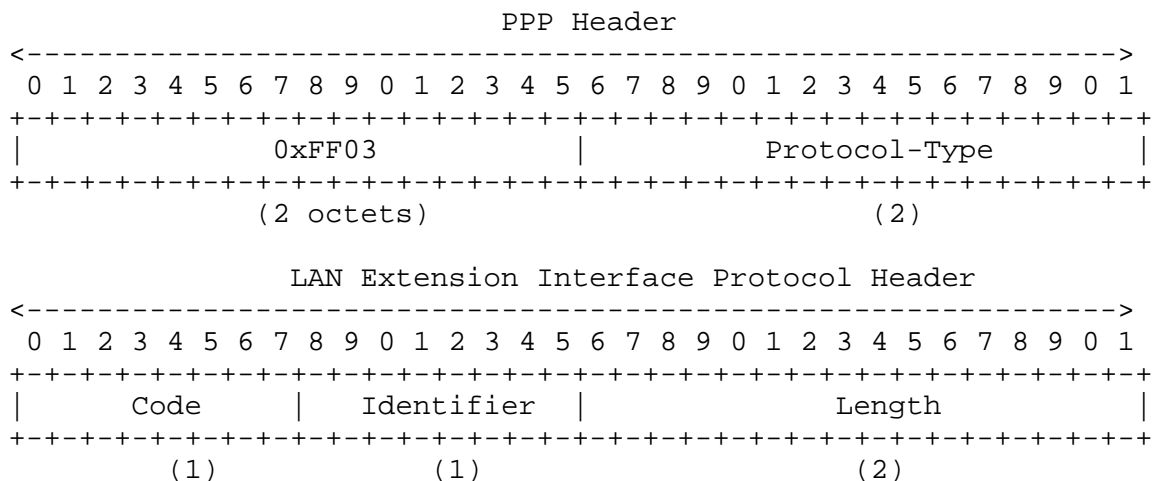 PPP Header
<-------------------------------------------------------------->
0 1 2 3 4 5 6 7 8 9 0 1 2 3 4 5 6 7 8 9 0 1 2 3 4 5 6 7 8 9 0 1
+-+-+-+-+-+-+-+-+-+-+-+-+-+-+-+-+-+-+-+-+-+-+-+-+-+-+-+-+-+-+-+-+
| 0xFF03 | Protocol-Type |
+-+-+-+-+-+-+-+-+-+-+-+-+-+-+-+-+-+-+-+-+-+-+-+-+-+-+-+-+-+-+-+-+
(2 octets) (2)
LAN Extension Interface Protocol Header
<-------------------------------------------------------------->
0 1 2 3 4 5 6 7 8 9 0 1 2 3 4 5 6 7 8 9 0 1 2 3 4 5 6 7 8 9 0 1
+-+-+-+-+-+-+-+-+-+-+-+-+-+-+-+-+-+-+-+-+-+-+-+-+-+-+-+-+-+-+-+-+
| Code | Identifier | Length |
+-+-+-+-+-+-+-+-+-+-+-+-+-+-+-+-+-+-+-+-+-+-+-+-+-+-+-+-+-+-+-+-+
(1) (1) (2)